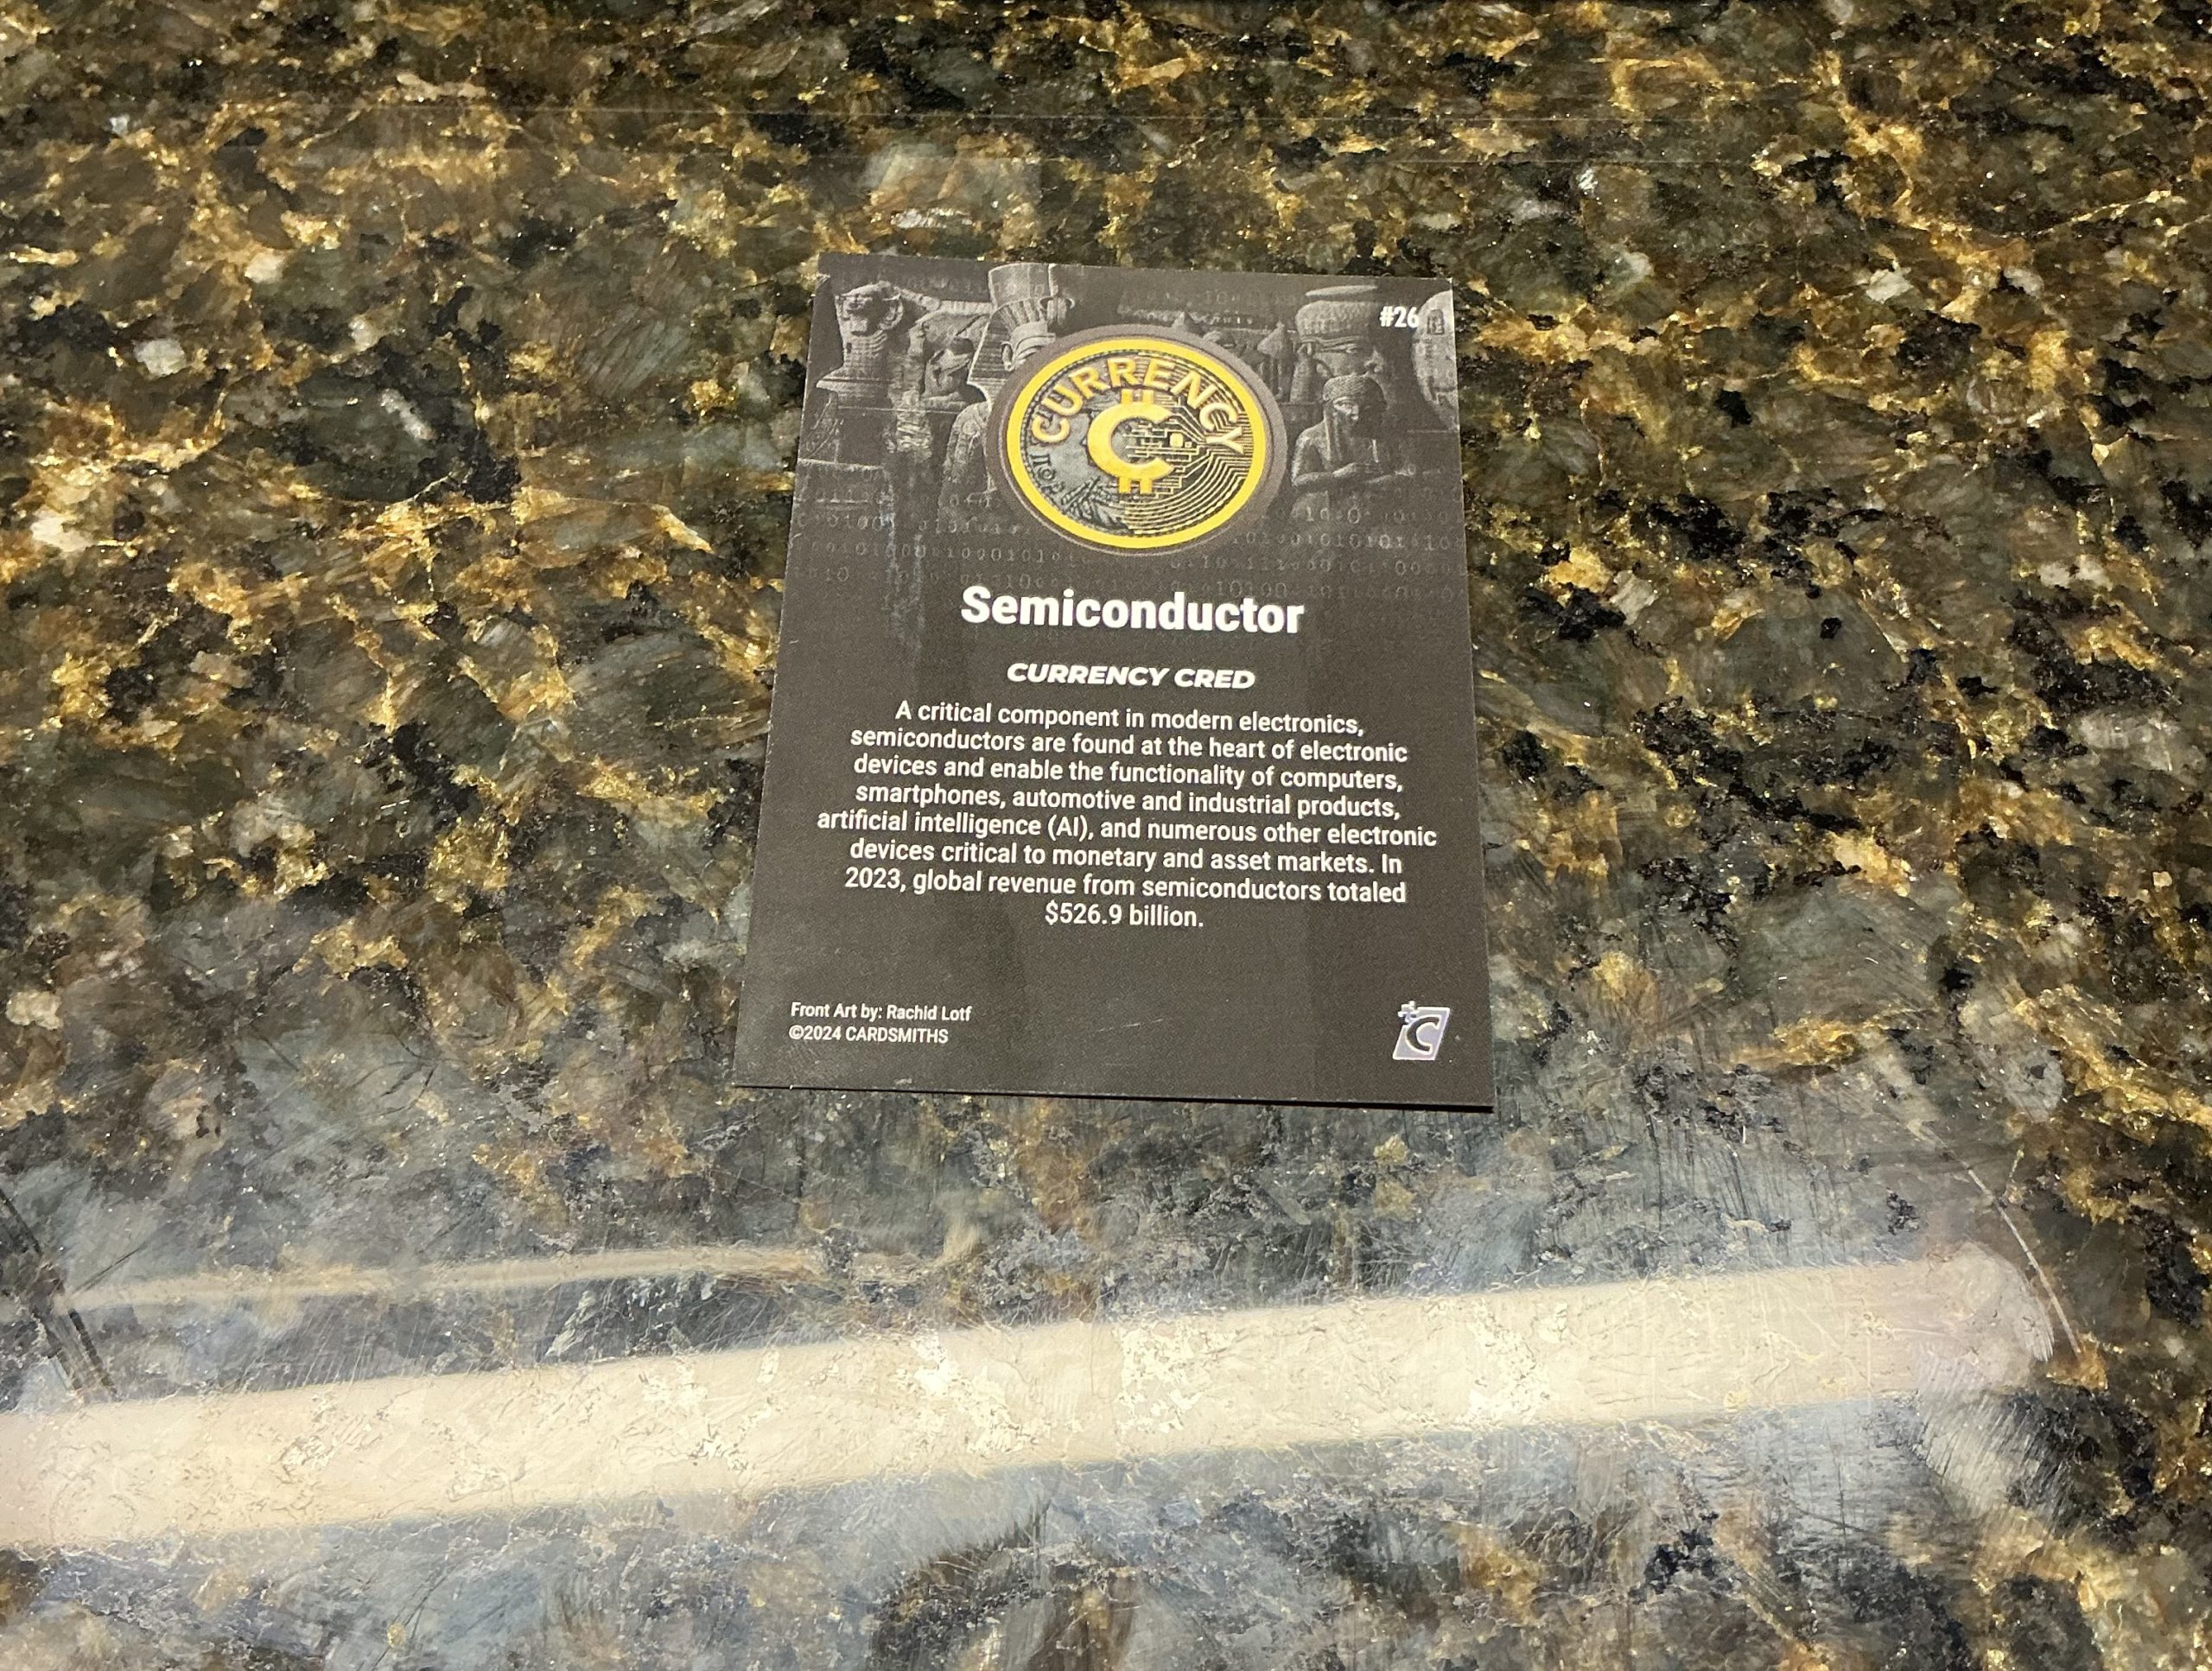 #26
CURRENCY
Semiconductor
CURRENCY CRED
A critical component in modern electronics,
semiconductors are found at the heart of electronic
devices and enable the functionality of computers,
smartphones, automotive and industrial products,
artificial intelligence (AI), and numerous other electronic
devices critical to monetary and asset markets. In
2023, global revenue from semiconductors totaled
$526.9 billion.
Front Art by: Rachid Lotf
©2024 CARDSMITHS
C